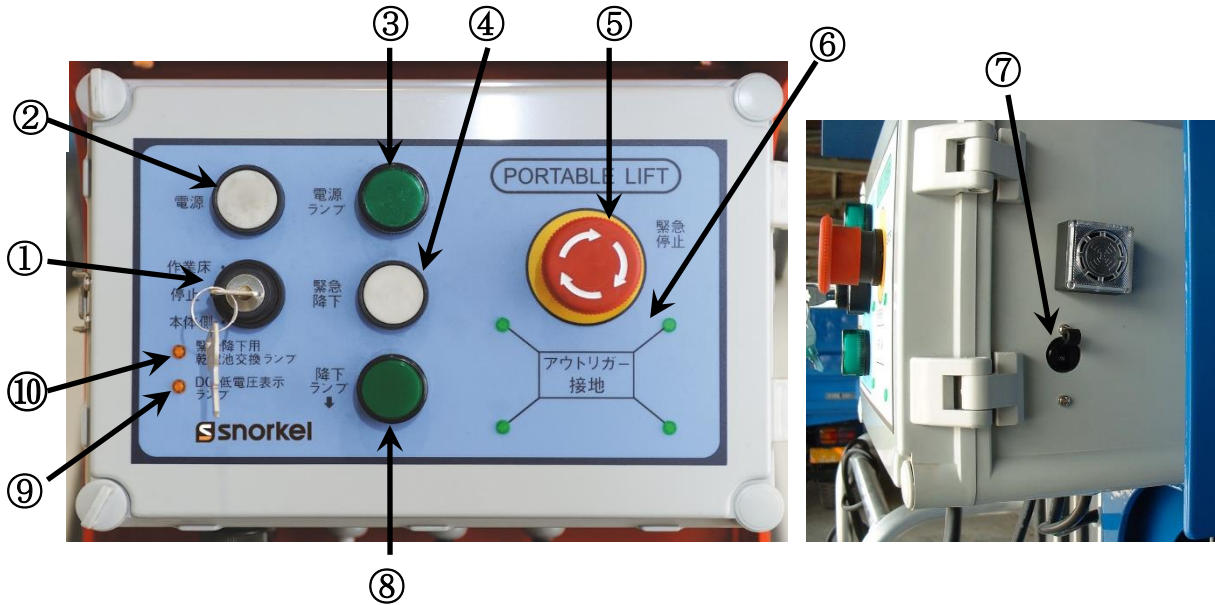 ③
④
⑤
⑥
⑦
②
PORTABLE LIFT
電源
電源
ランプ
緊急
停止
①
作業床
停止
本体側
緊急
降下
⑩
緊急降下用
乾電池交換ランプ
DC 低電圧表示
ランプ
アウトリガー
接地
降下
ランプ
snorkel
⑨
⑧